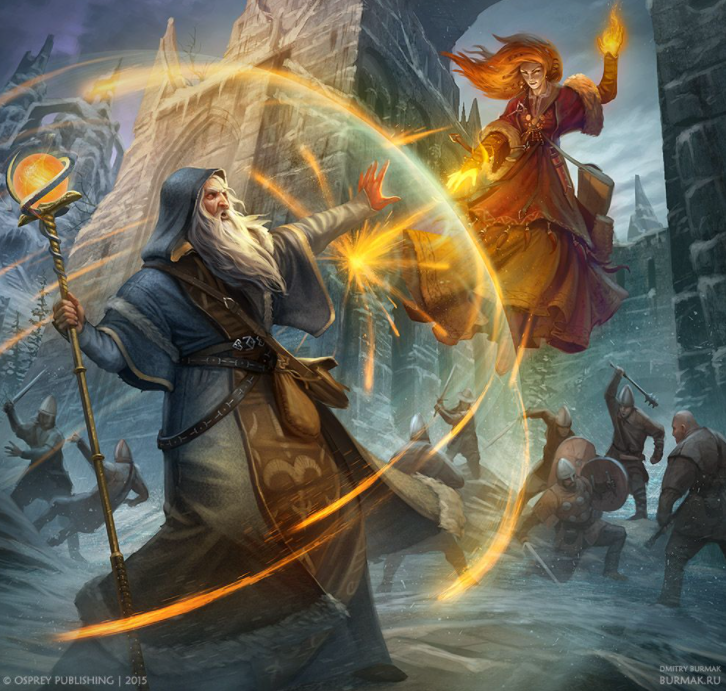 © OSPREY PUBLISHING | 2015
DMITRY BURMAK
BURMAK.RU